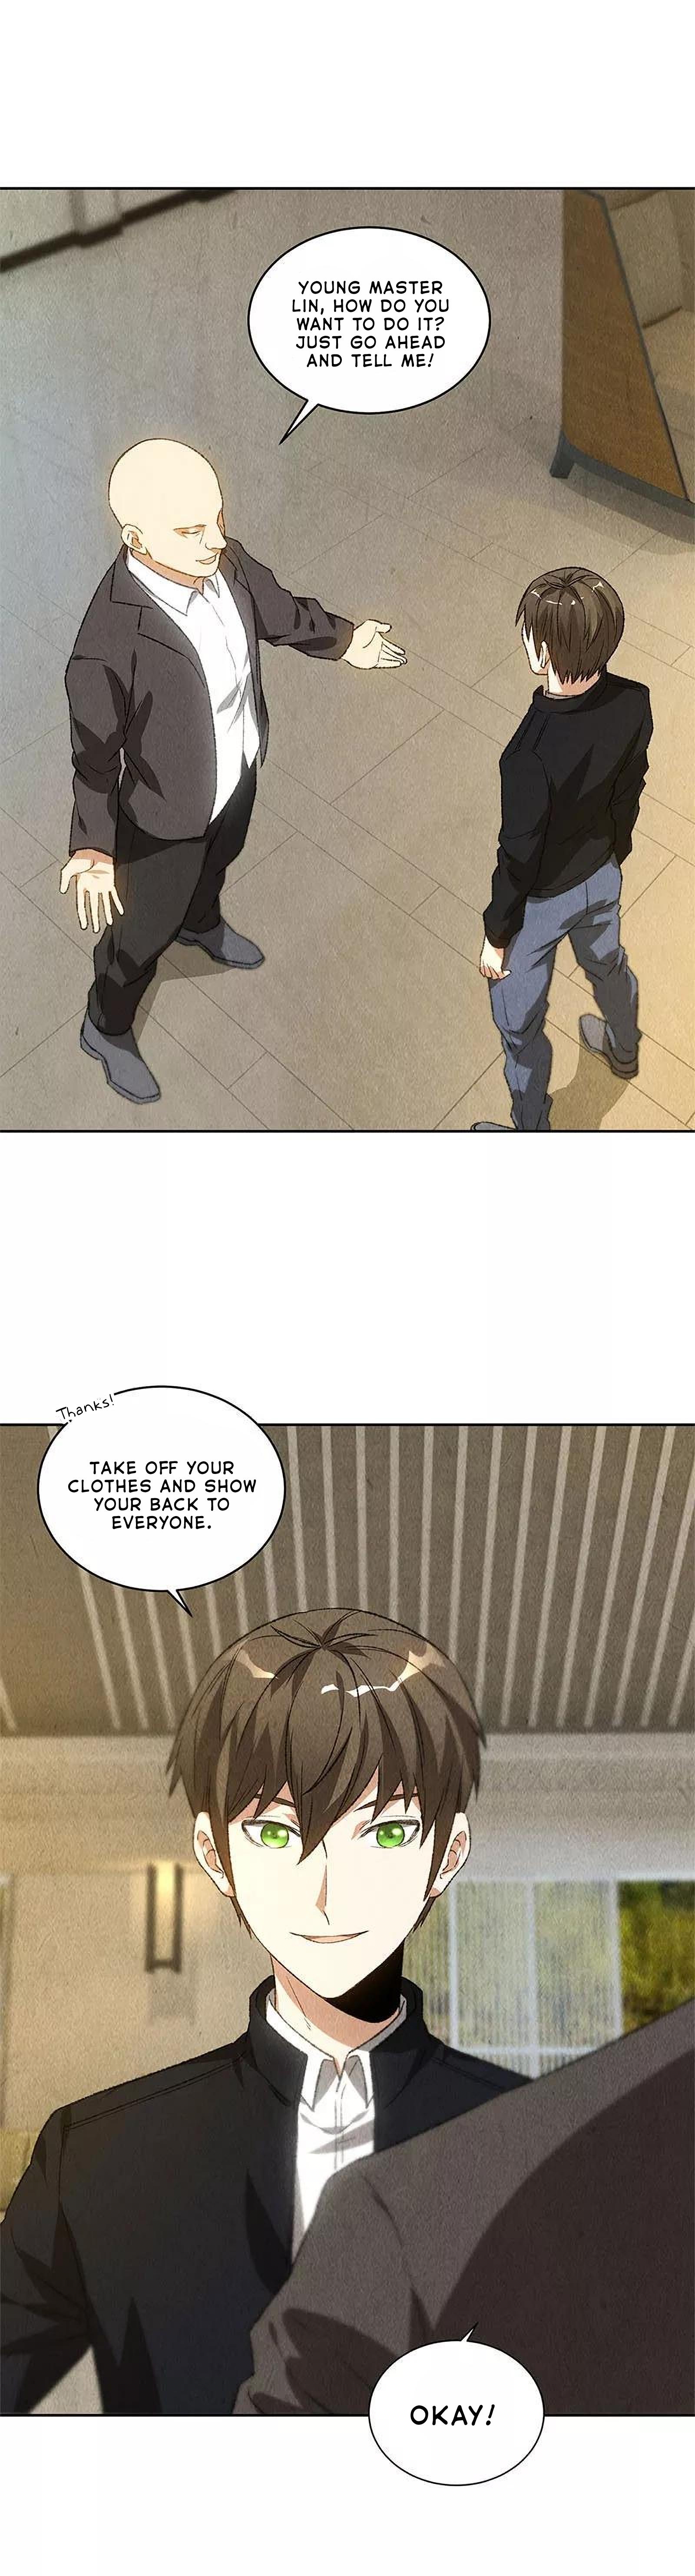 YOUNG MASTER
LIN, HOW DO YOU
WANT TO DO IT?
JUST GO AHEAD
AND TELL ME!
Thanks!
TAKE OFF YOUR
CLOTHES AND SHOW
YOUR BACK TO
EVERYONE.
OKAY!